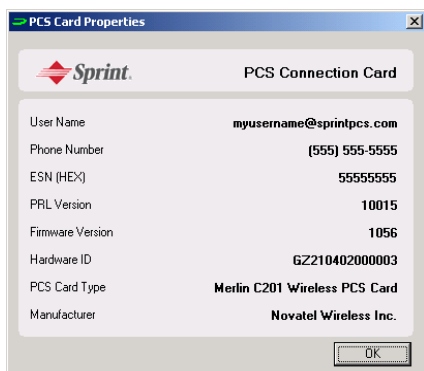 PCS Card Properties
Sprint. PCS Connection Card
User Name myusername@sprintpcs.com
Phone Number (555) 555-5555
ESN (HEX) 55555555
PRL Version 10015
Firmware Version 1056
Hardware ID GZ210402000003
PCS Card Type Merlin C201 Wireless PCS Card
Manufacturer Novatel Wireless Inc.
OK